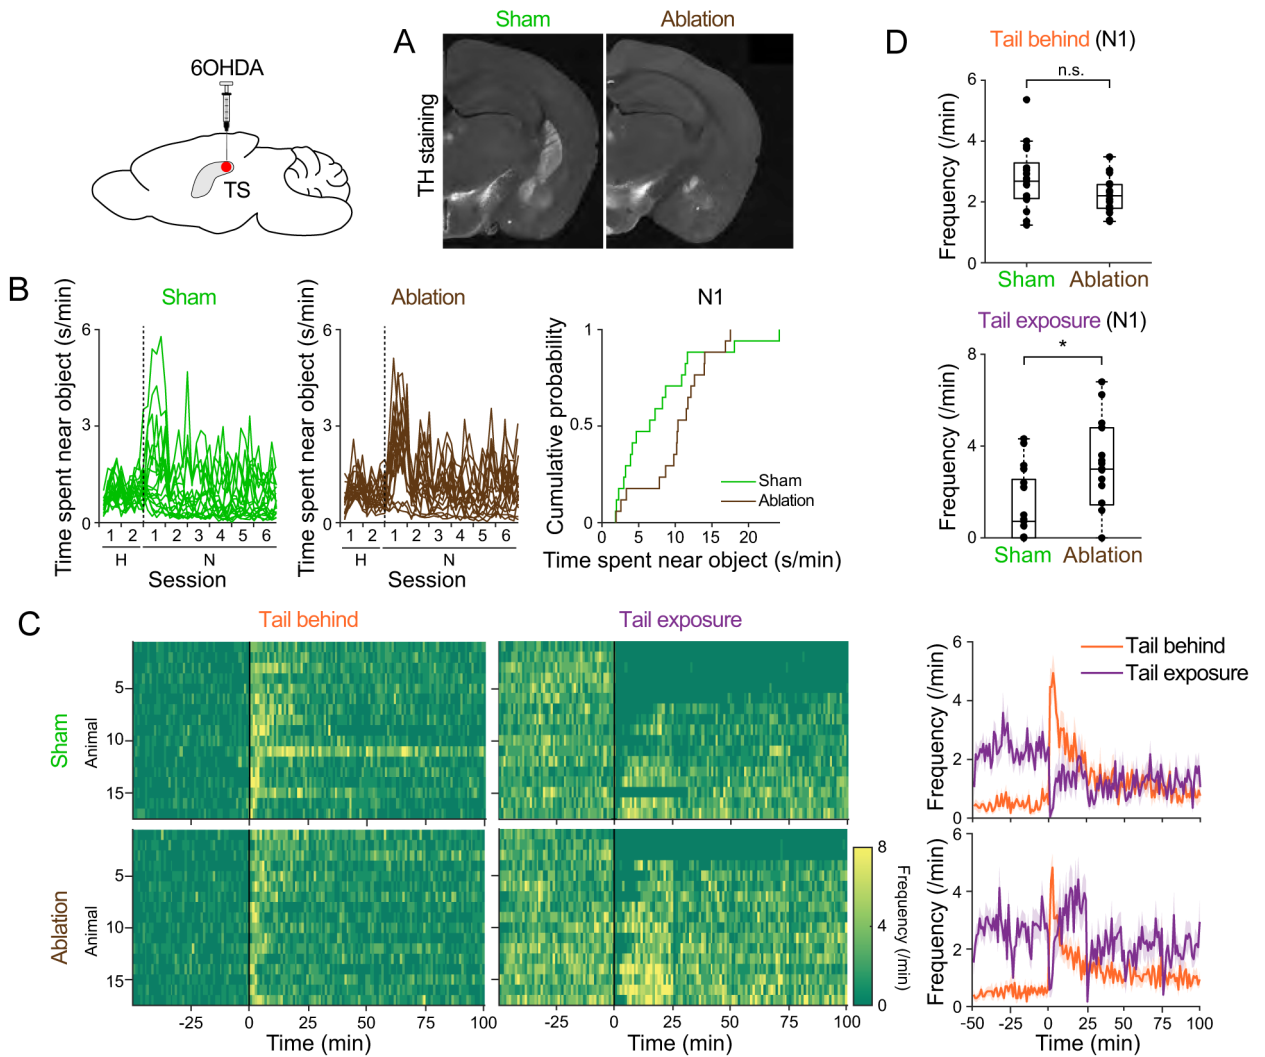 6OHDA
TS
A
Sham
Ablation
TH staining
B
Sham
Time spent near object (s/min)
6
3
0
1 2 1 2 3 4 5 6
H N
Session
Ablation
Time spent near object (s/min)
6
3
0
1 2 1 2 3 4 5 6
H N
Session
N1
Cumulative probability
1
0.5
0
Sham
Ablation
0 5 10 15 20
Time spent near object (s/min)
C
Tail behind
Tail exposure
Sham
Animal
5
10
15
Ablation
Animal
5
10
15
-25 0 25 50 75 100
Time (min)
-25 0 25 50 75 100
Time (min)
8
4
0
Frequency (/min)
Tail behind
Tail exposure
Frequency (/min)
6
4
2
0
Frequency (/min)
6
4
2
0
-50 -25 0 25 50 75 100
Time (min)
D
Tail behind (N1)
n.s.
Frequency (/min)
6
4
2
0
Sham Ablation
Tail exposure (N1)
*
Frequency (/min)
8
4
0
Sham Ablation